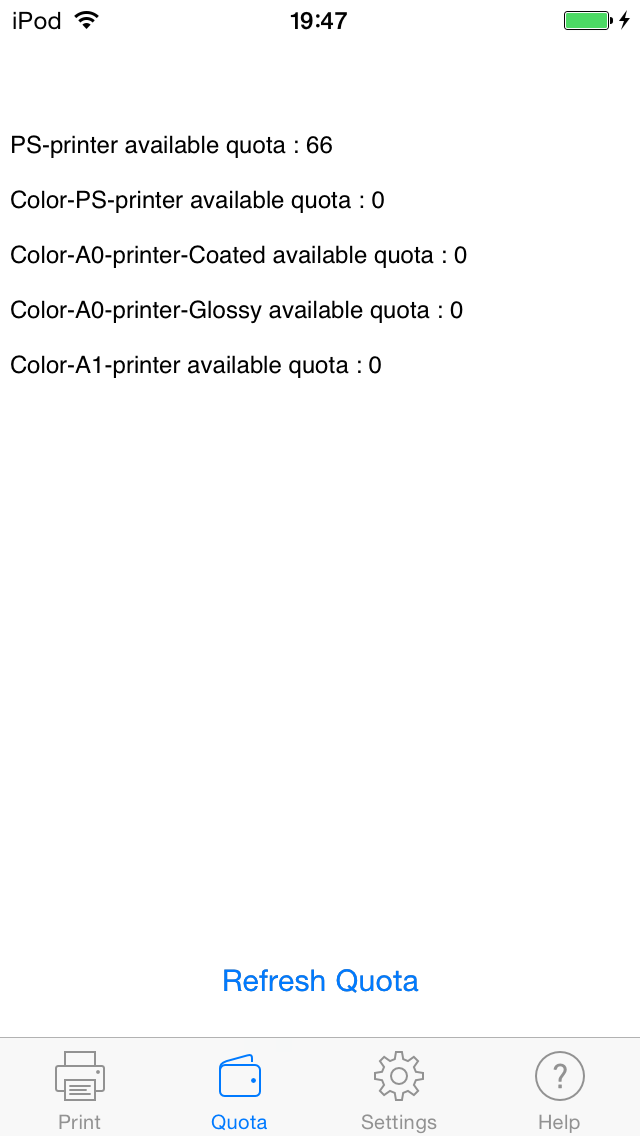 iPod 19:47
PS-printer available quota : 66
Color-PS-printer available quota : 0
Color-A0-printer-Coated available quota : 0
Color-A0-printer-Glossy available quota : 0
Color-A1-printer available quota : 0
Refresh Quota
?
Print Quota Settings Help